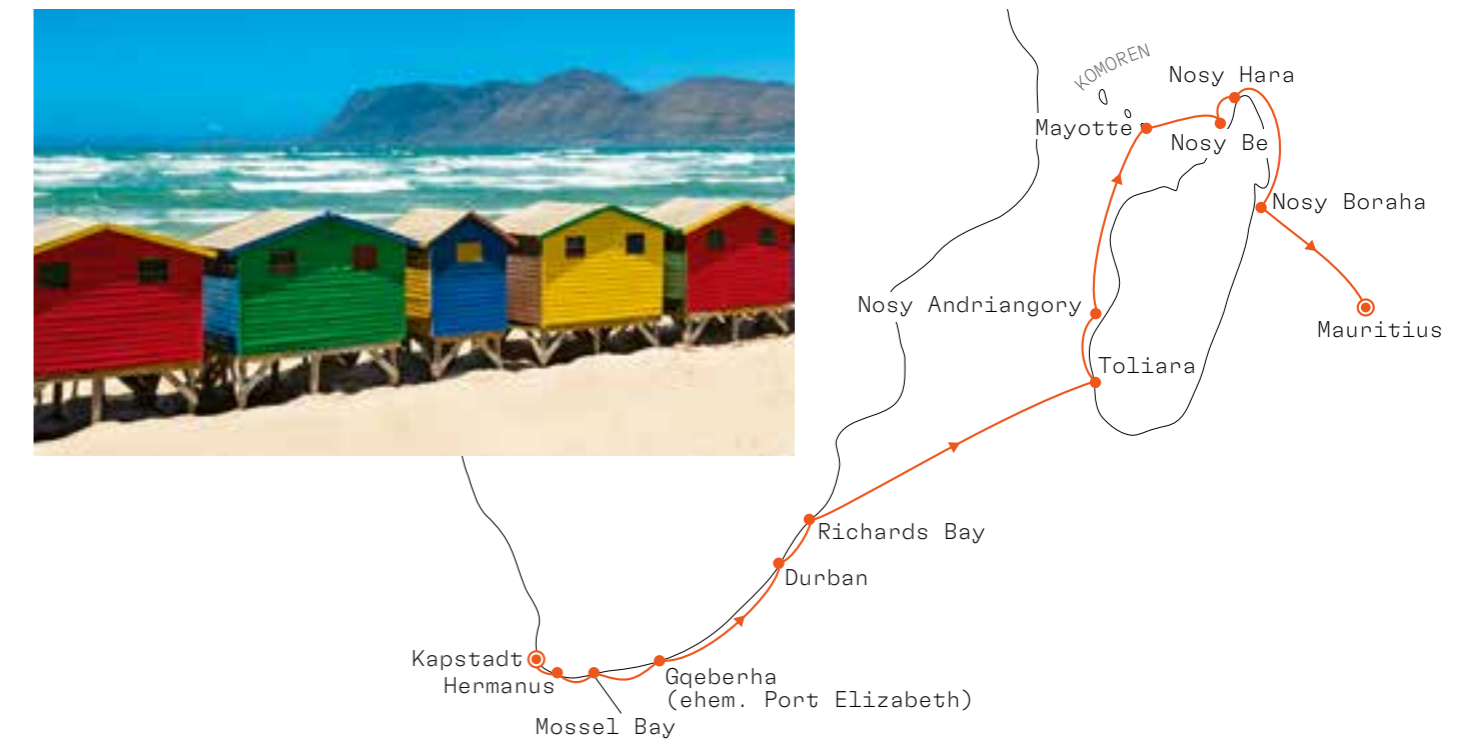 KOMOREN
Nosy Hara
Mayotte
Nosy Be
Nosy Boraha
Nosy Andriangory
Mauritius
Toliara
Richards Bay
Durban
Kapstadt
Hermanus
Gqeberha
(ehem. Port Elizabeth)
Mossel Bay